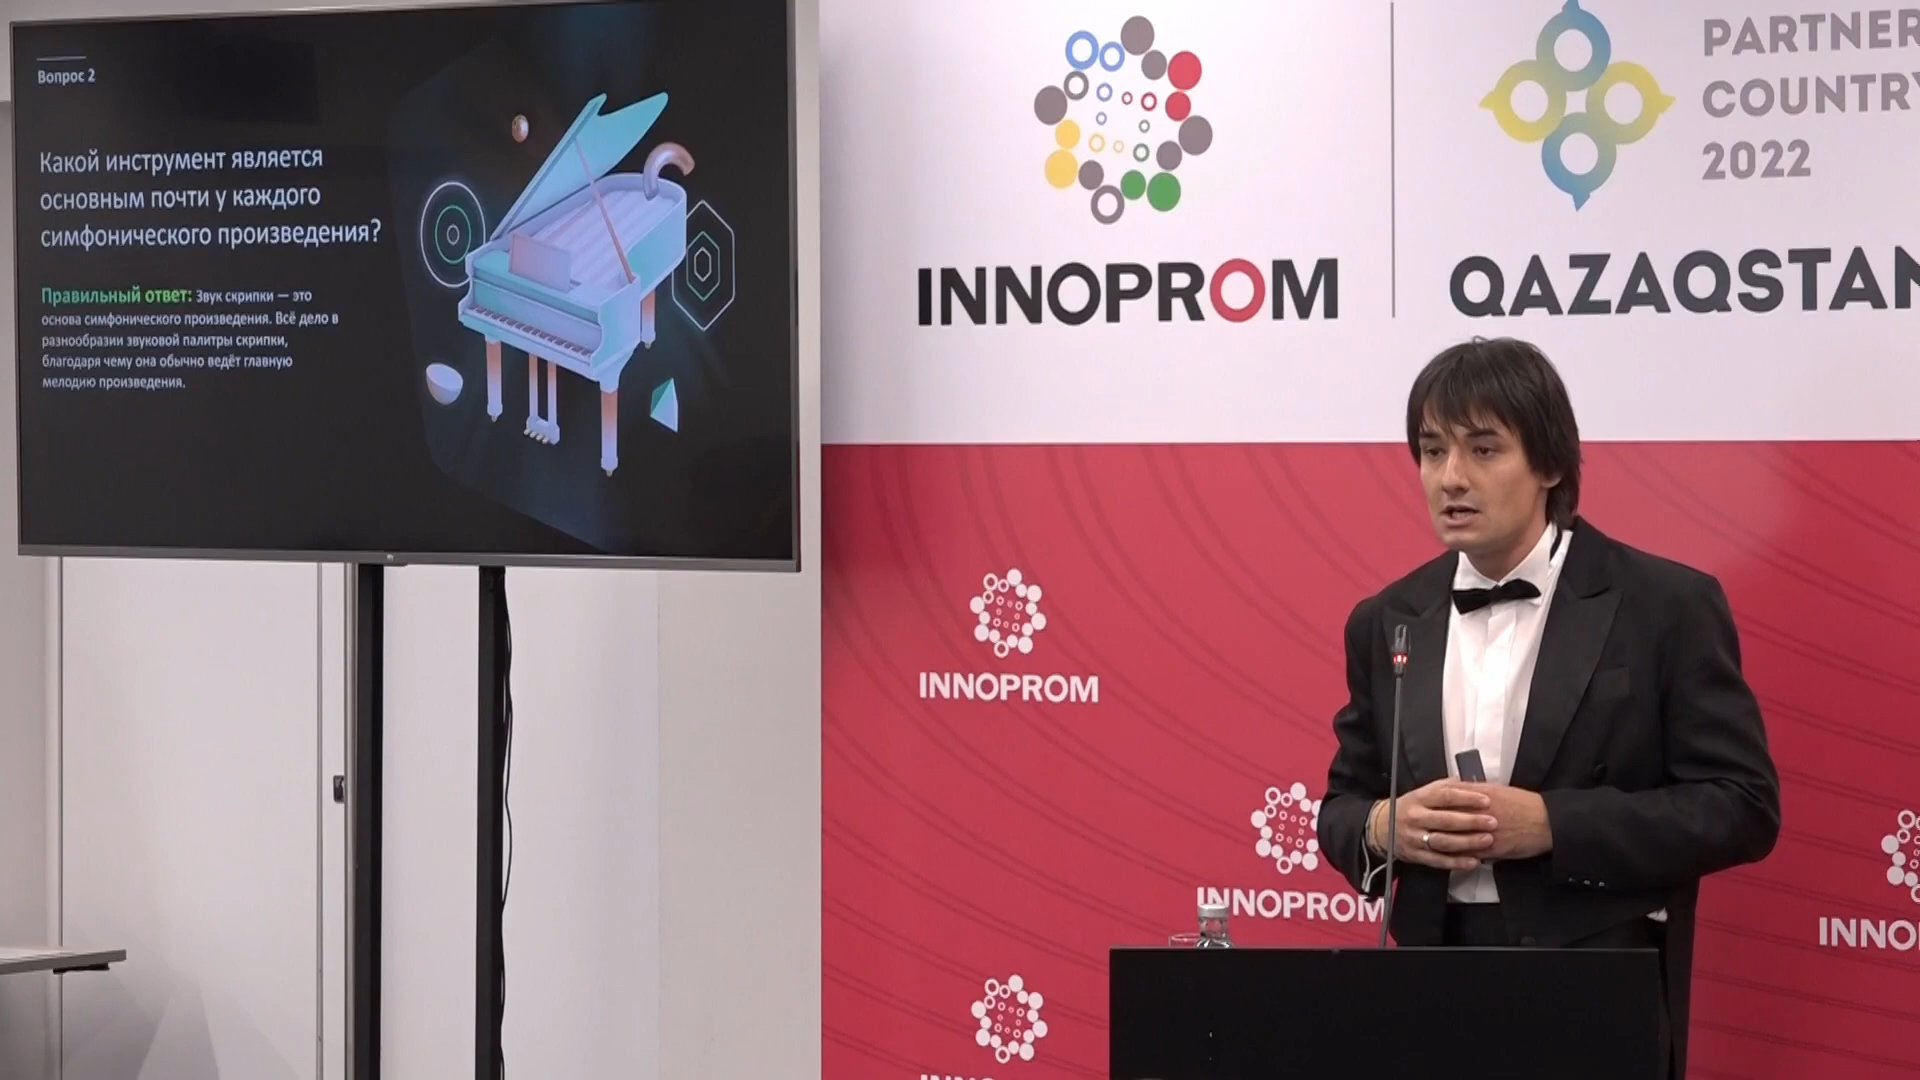 Вопрос 2
Какой инструмент является
основным почти у каждого
симфонического произведения?
Правильный ответ: Звук скрипки — это
основа симфонического произведения. Всё дело в
разнообразии звуковой палитры скрипки,
благодаря чему она обычно ведёт главную
мелодию произведения.
INNOPROM
PARTNER
COUNTRY
2022
QAZAQSTAN
INNOPROM
INNOPROM
INNO
INNO